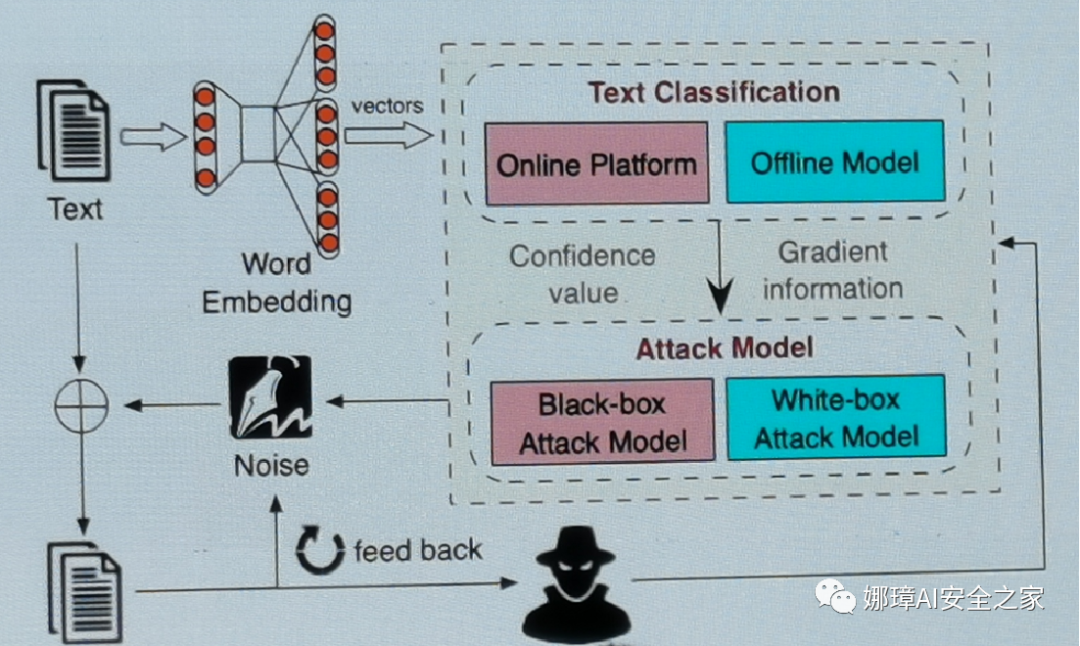 Text
Word
Embedding
vectors
Text Classification
Online Platform
Offline Model
Confidence
value
Gradient
information
Attack Model
Black-box
Attack Model
White-box
Attack Model
Noise
feed back
娜璋AI安全之家